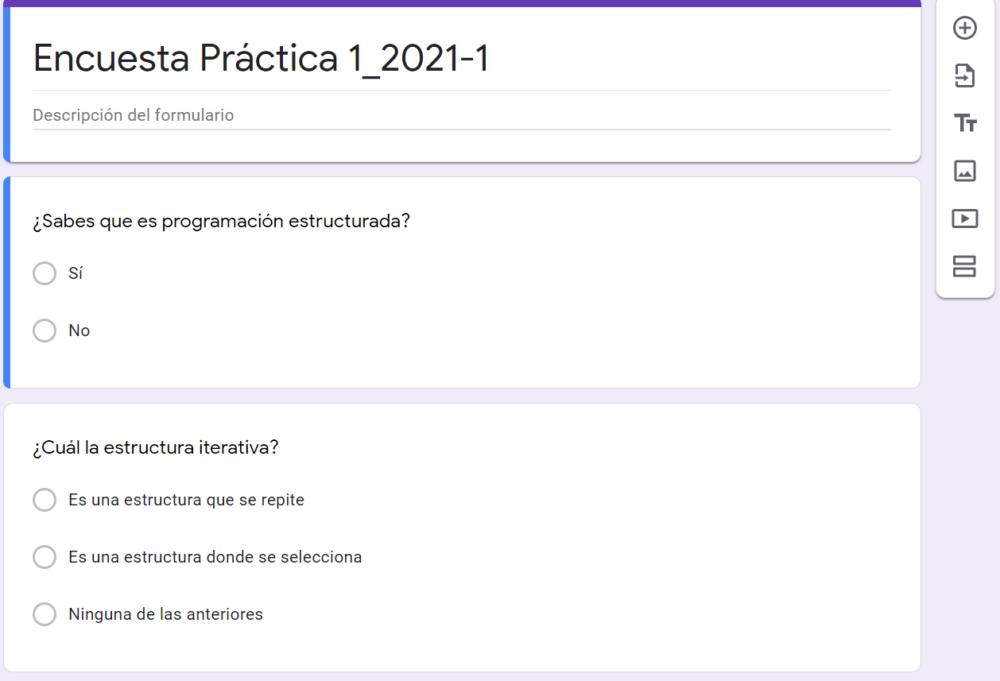 Encuesta Práctica 1_2021-1
Descripción del formulario
¿Sabes que es programación estructurada?
Sí
No
¿Cuál la estructura iterativa?
Es una estructura que se repite
Es una estructura donde se selecciona
Ninguna de las anteriores